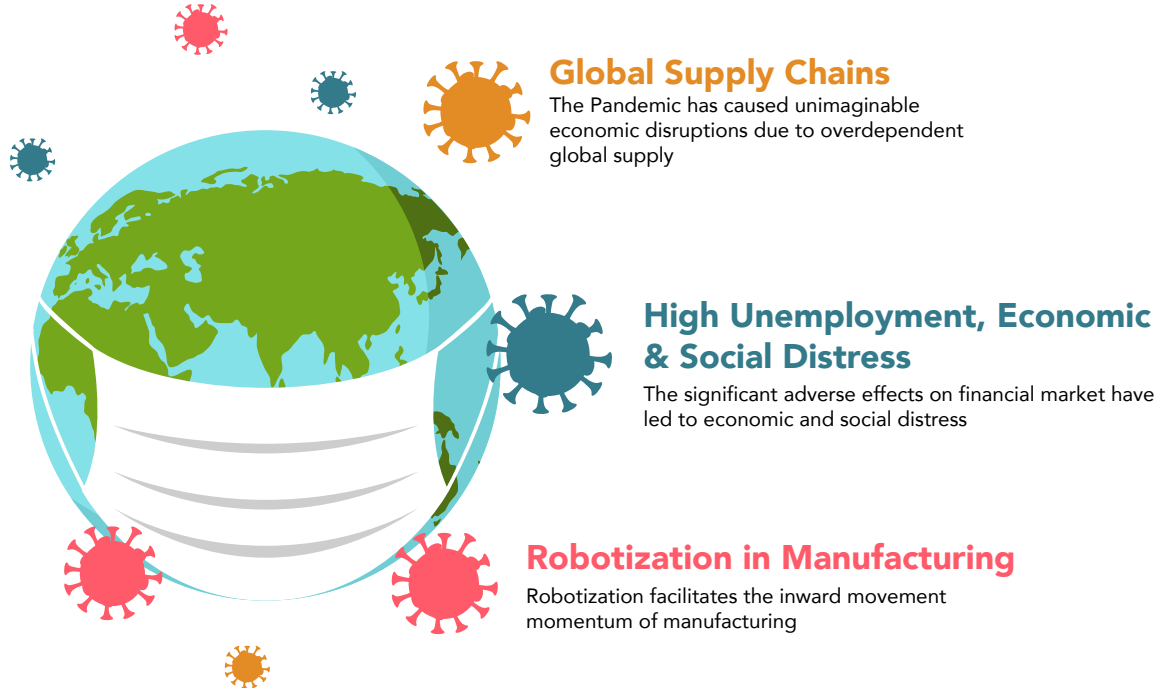 Global Supply Chains
The Pandemic has caused unimaginable
economic disruptions due to overdependent
global supply
High Unemployment, Economic
& Social Distress
The significant adverse effects on financial market have
led to economic and social distress
Robotization in Manufacturing
Robotization facilitates the inward movement
momentum of manufacturing